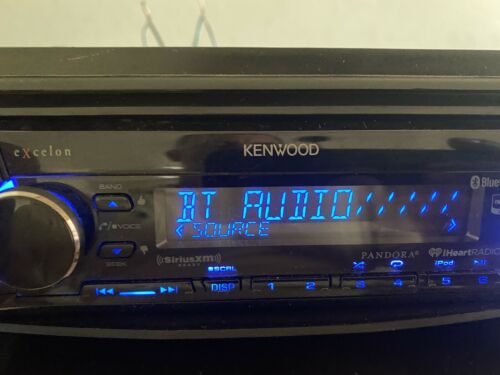 eXcelon
KENWOOD
BAND
VOICE
SEEK
BT AUDIO
< SOURCE >
((SiriusXM))
READY
PANDORA®
iHeartRADIO
SCRL
DISP
1 2 3 4 5 6
iPod